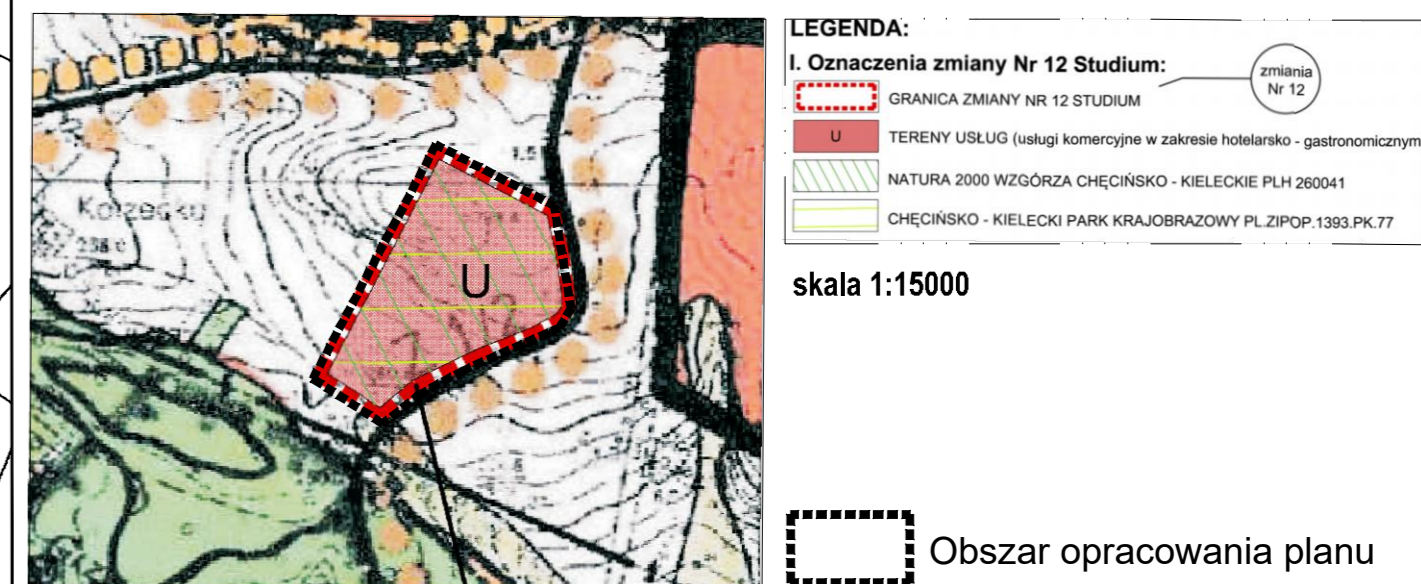 LEGENDA:
I. Oznaczenia zmiany Nr 12 Studium:
zmiania
Nr 12
GRANICA ZMIANY NR 12 STUDIUM
U
TERENY USŁUG (usługi komercyjne w zakresie hotelarsko - gastronomicznym
NATURA 2000 WZGÓRZA CHĘCIŃSKO - KIELECKIE PLH 260041
CHĘCIŃSKO - KIELECKI PARK KRAJOBRAZOWY PL.ZIPOP.1393.PK.77
skala 1:15000
U
Obszar opracowania planu